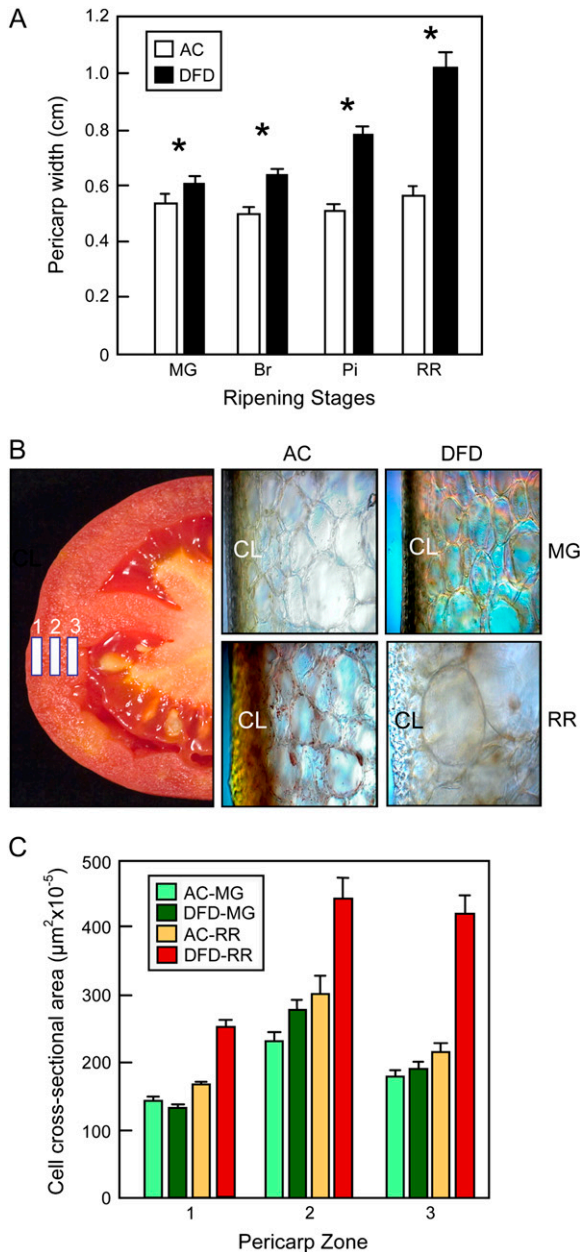 A
1.2
1.0
0.8
0.6
0.4
0.2
0
Pericarp width (cm)
AC
DFD
*
*
*
*
MG Br Pi RR
Ripening Stages
B
AC DFD
CL
1 2 3
CL
CL
MG
CL
CL
RR
C
500
400
300
200
100
0
Cell cross-sectional area (µm²x10⁻⁵)
AC-MG
DFD-MG
AC-RR
DFD-RR
1 2 3
Pericarp Zone